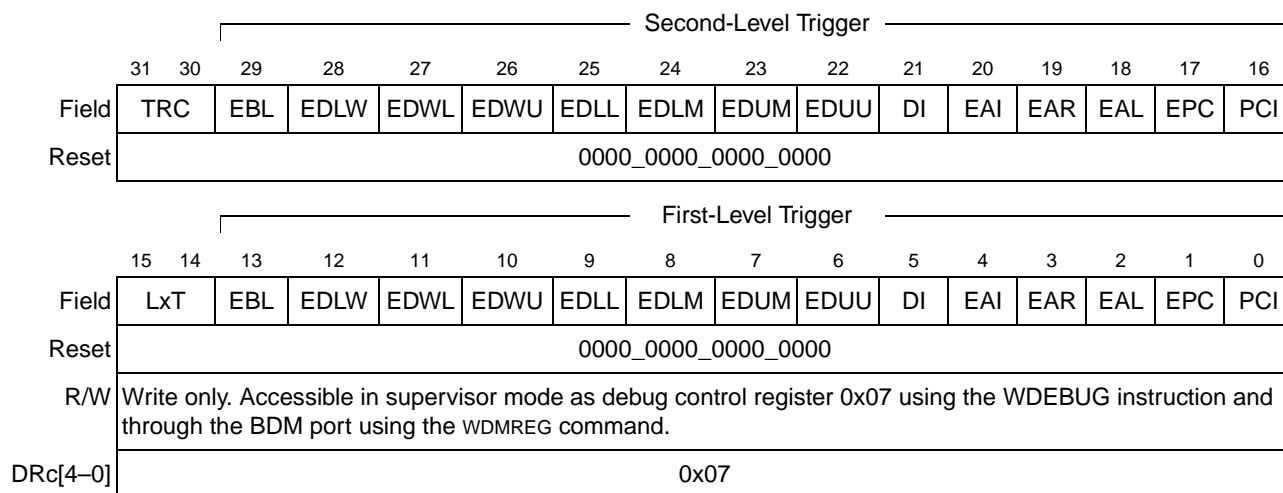 Second-Level Trigger
31 30 29 28 27 26 25 24 23 22 21 20 19 18 17 16
Field TRC EBL EDLW EDWL EDWU EDLL EDLM EDUM EDUU DI EAI EAR EAL EPC PCI
Reset 0000_0000_0000_0000
First-Level Trigger
15 14 13 12 11 10 9 8 7 6 5 4 3 2 1 0
Field LxT EBL EDLW EDWL EDWU EDLL EDLM EDUM EDUU DI EAI EAR EAL EPC PCI
Reset 0000_0000_0000_0000
R/W Write only. Accessible in supervisor mode as debug control register 0x07 using the WDEBUG instruction and
through the BDM port using the WDMREG command.
DRc[4–0] 0x07